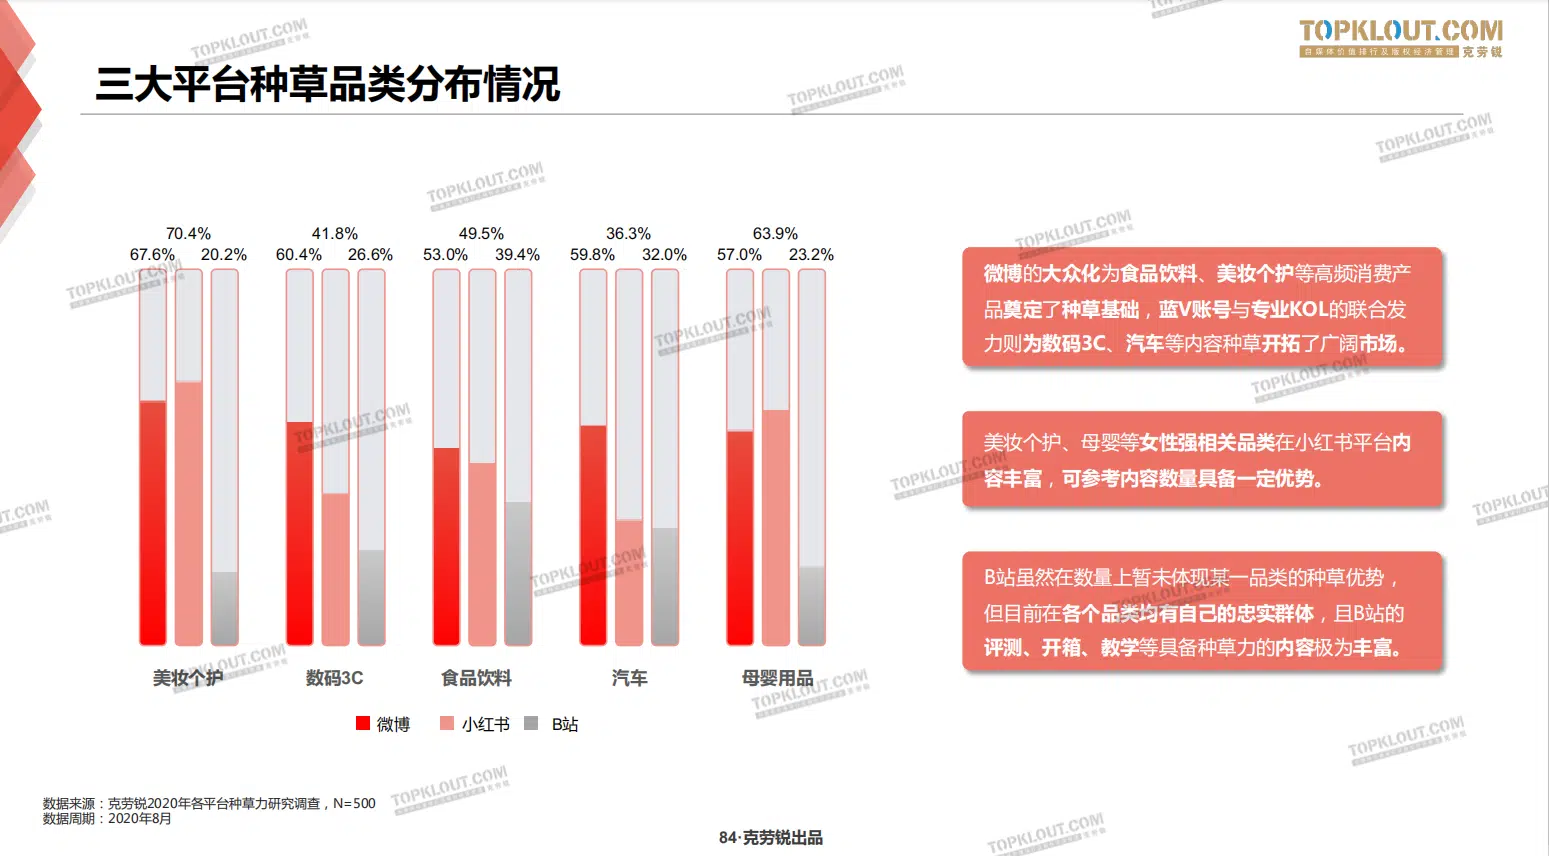 TOPKLOUT.COM
自媒体价值排行及版权经济管理 克劳锐
三大平台种草品类分布情况
70.4% 41.8% 49.5% 36.3% 63.9%
67.6% 20.2% 60.4% 26.6% 53.0% 39.4% 59.8% 32.0% 57.0% 23.2%
美妆个护 数码3C 食品饮料 汽车 母婴用品
微博 小红书 B站
微博的大众化为食品饮料、美妆个护等高频消费产
品奠定了种草基础，蓝V账号与专业KOL的联合发
力则为数码3C、汽车等内容种草开拓了广阔市场。
美妆个护、母婴等女性强相关品类在小红书平台内
容丰富，可参考内容数量具备一定优势。
B站虽然在数量上暂未体现某一品类的种草优势，
但目前在各个品类均有自己的忠实群体，且B站的
评测、开箱、教学等具备种草力的内容极为丰富。
数据来源：克劳锐2020年各平台种草力研究调查，N=500
数据周期：2020年8月
84·克劳锐出品